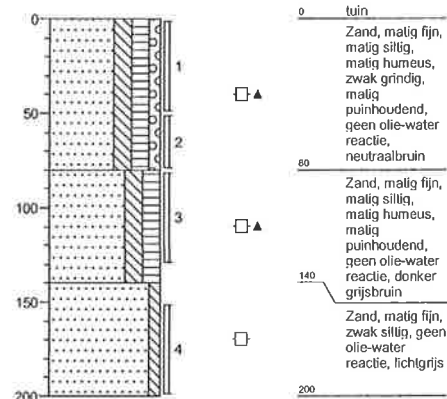 0
50
100
150
200
1
2
3
4
0 tuin
Zand, matig fijn,
matig siltig,
matig humeus,
zwak grindig,
matig
puinhoudend,
geen olie-water
reactie,
neutraalbruin
80
Zand, matig fijn,
matig siltig,
matig humeus,
matig
puinhoudend,
geen olie-water
reactie, donker
grijsbruin
140
Zand, matig fijn,
zwak siltig, geen
olie-water
reactie, lichtgrijs
200